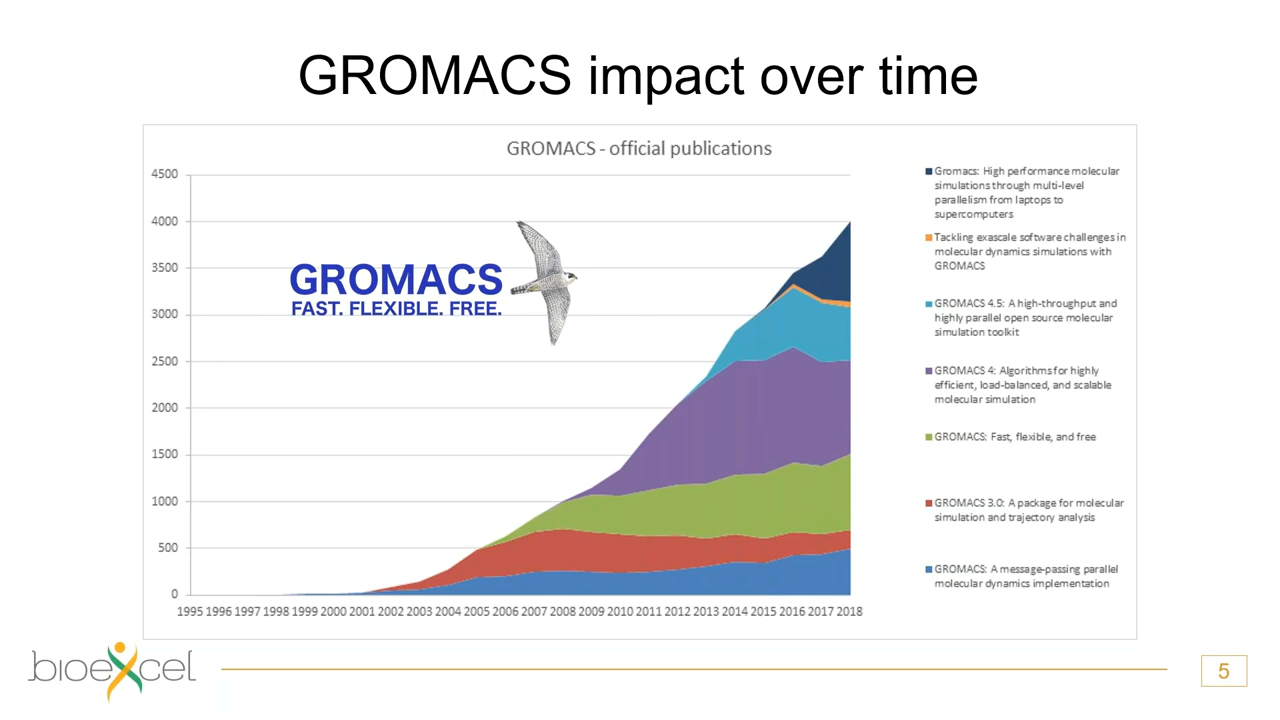 GROMACS impact over time
GROMACS - official publications
4500
4000
3500
3000
2500
2000
1500
1000
500
0
1995 1996 1997 1998 1999 2000 2001 2002 2003 2004 2005 2006 2007 2008 2009 2010 2011 2012 2013 2014 2015 2016 2017 2018
GROMACS
FAST. FLEXIBLE. FREE.
Gromacs: High performance molecular
simulations through multi-level
parallelism from laptops to
supercomputers
Tackling exascale software challenges in
molecular dynamics simulations with
GROMACS
GROMACS 4.5: A high-throughput and
highly parallel open source molecular
simulation toolkit
GROMACS 4: Algorithms for highly
efficient, load-balanced, and scalable
molecular simulation
GROMACS: Fast, flexible, and free
GROMACS 3.0: A package for molecular
simulation and trajectory analysis
GROMACS: A message-passing parallel
molecular dynamics implementation
bioexcel
5